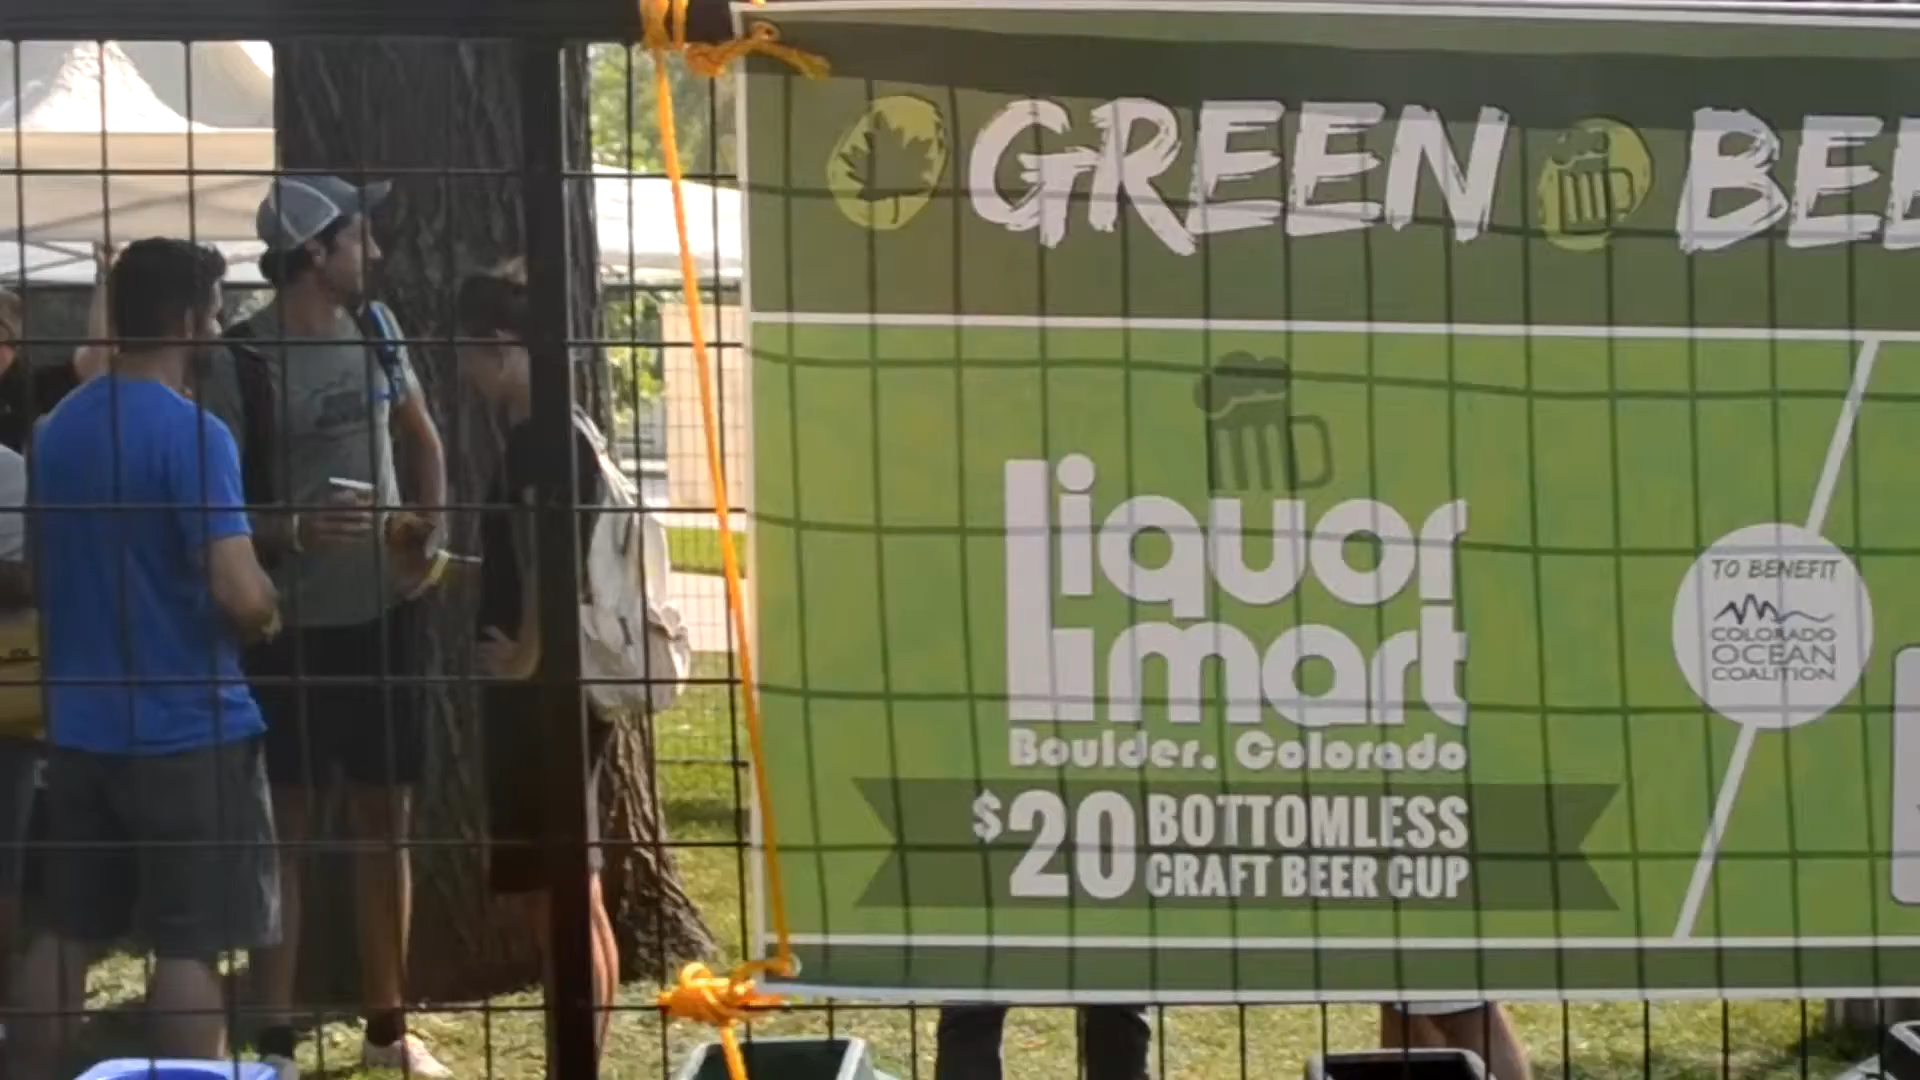 GREEN
Liquor
Mart
Boulder, Colorado
$20 BOTTOMLESS
CRAFT BEER CUP
TO BENEFIT
COLORADO
OCEAN
COALITION